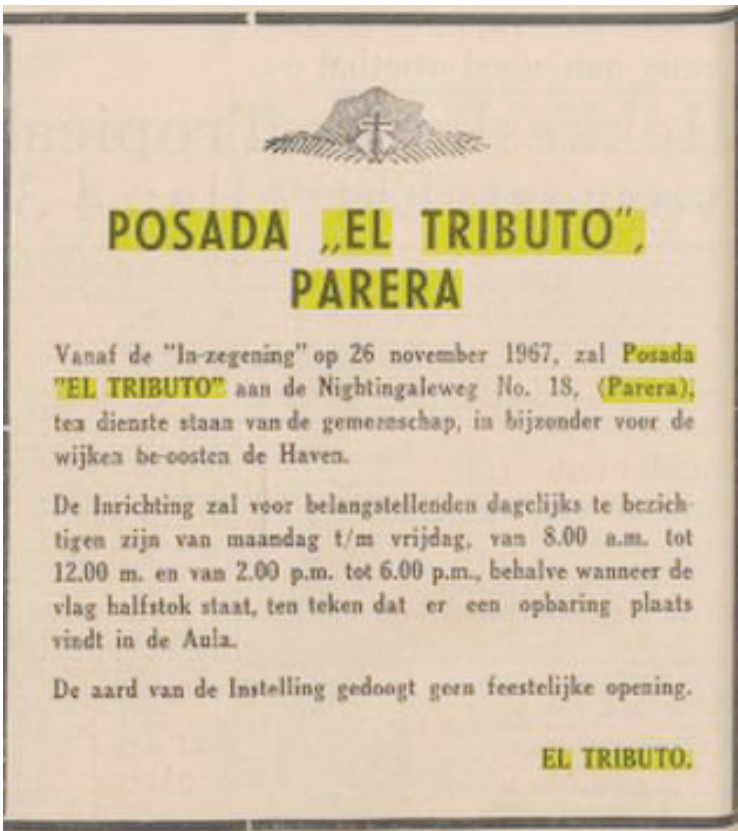 POSADA „EL TRIBUTO",
PARERA
Vanaf de "In-zegening" op 26 november 1967, zal Posada
"EL TRIBUTO" aan de Nightingaleweg No. 18, (Parera),
ten dienste staan van de gemeenschap, in bijzonder voor de
wijken be-oosten de Haven.
De Inrichting zal voor belangstellenden dagelijks te bezich-
tigen zijn van maandag t/m vrijdag, van 8.00 a.m. tot
12.00 m. en van 2.00 p.m. tot 6.00 p.m., behalve wanneer de
vlag halfstok staat, ten teken dat er een opbaring plaats
vindt in de Aula.
De aard van de Instelling gedoogt geen feestelijke opening.
EL TRIBUTO.